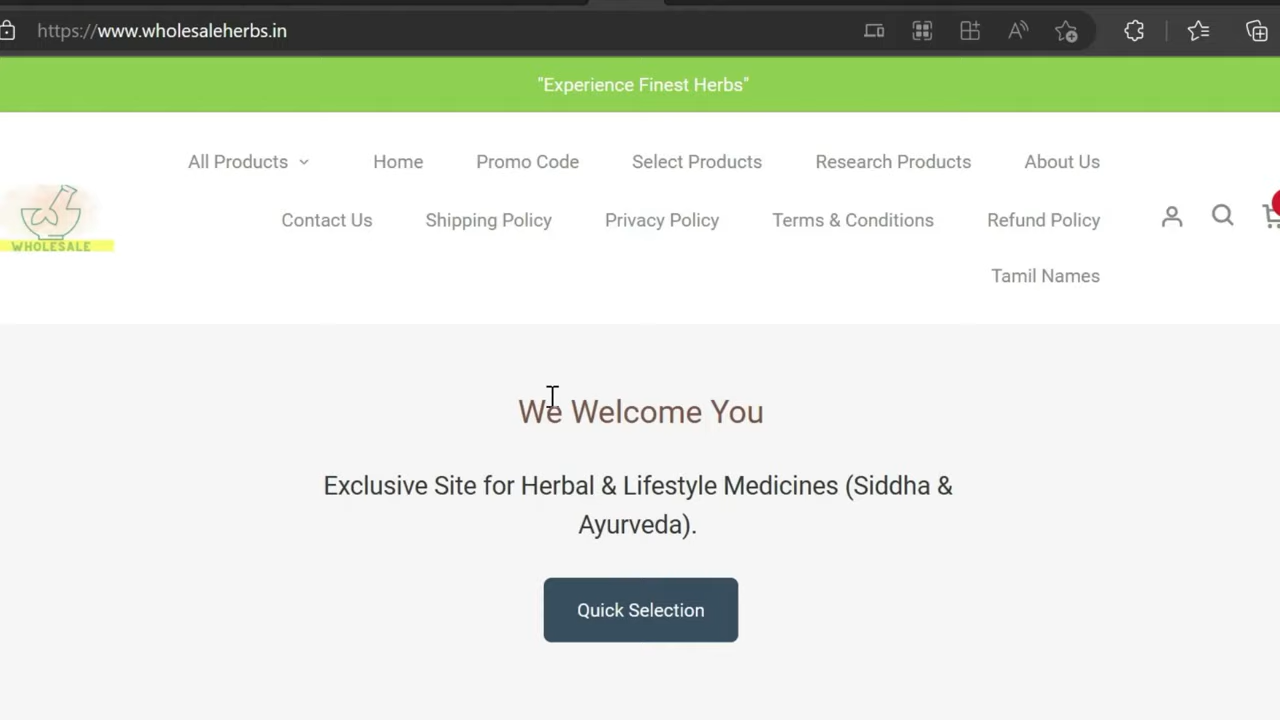 https://www.wholesaleherbs.in
"Experience Finest Herbs"
All Products
Home
Promo Code
Select Products
Research Products
About Us
Contact Us
Shipping Policy
Privacy Policy
Terms & Conditions
Refund Policy
Tamil Names
WHOLESALE
We Welcome You
Exclusive Site for Herbal & Lifestyle Medicines (Siddha &
Ayurveda).
Quick Selection